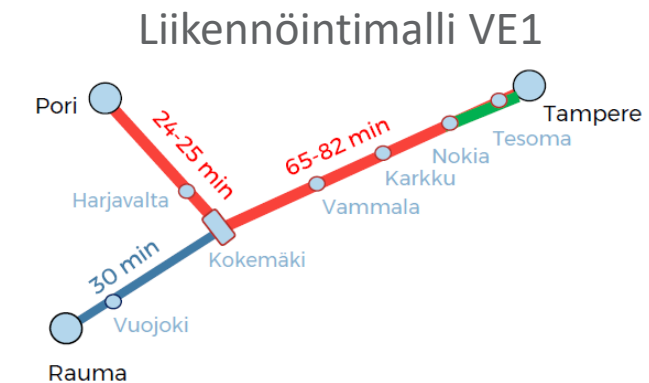 Liikennöintimalli VE1
Pori
24-25 min
65-82 min
Tampere
Tesoma
Nokia
Karkku
Harjavalta
Vammala
Kokemäki
30 min
Vuojoki
Rauma